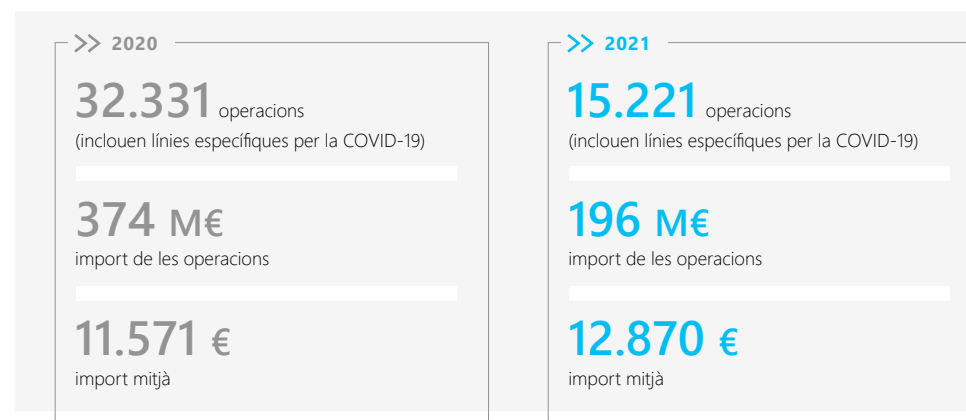 2020
32.331 operacions
(inclouen línies específiques per la COVID-19)
374 M€
import de les operacions
11.571 €
import mitjà
2021
15.221 operacions
(inclouen línies específiques per la COVID-19)
196 M€
import de les operacions
12.870 €
import mitjà